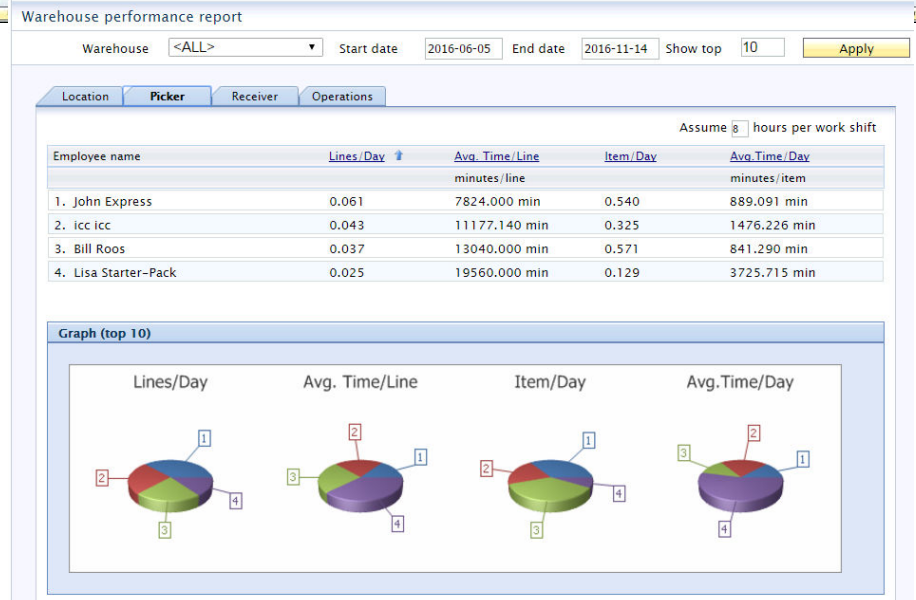 Warehouse performance report
Warehouse <ALL> Start date 2016-06-05 End date 2016-11-14 Show top 10 Apply
Location Picker Receiver Operations
Assume 8 hours per work shift
Employee name Lines/Day Avg. Time/Line Item/Day Avg.Time/Day
minutes/line minutes/item
1. John Express 0.061 7824.000 min 0.540 889.091 min
2. icc icc 0.043 11177.140 min 0.325 1476.226 min
3. Bill Roos 0.037 13040.000 min 0.571 841.290 min
4. Lisa Starter-Pack 0.025 19560.000 min 0.129 3725.715 min
Graph (top 10)
Lines/Day Avg. Time/Line Item/Day Avg.Time/Day
1 2 3 4
2 1 3 4
1 2 4 3
2 3 1 4